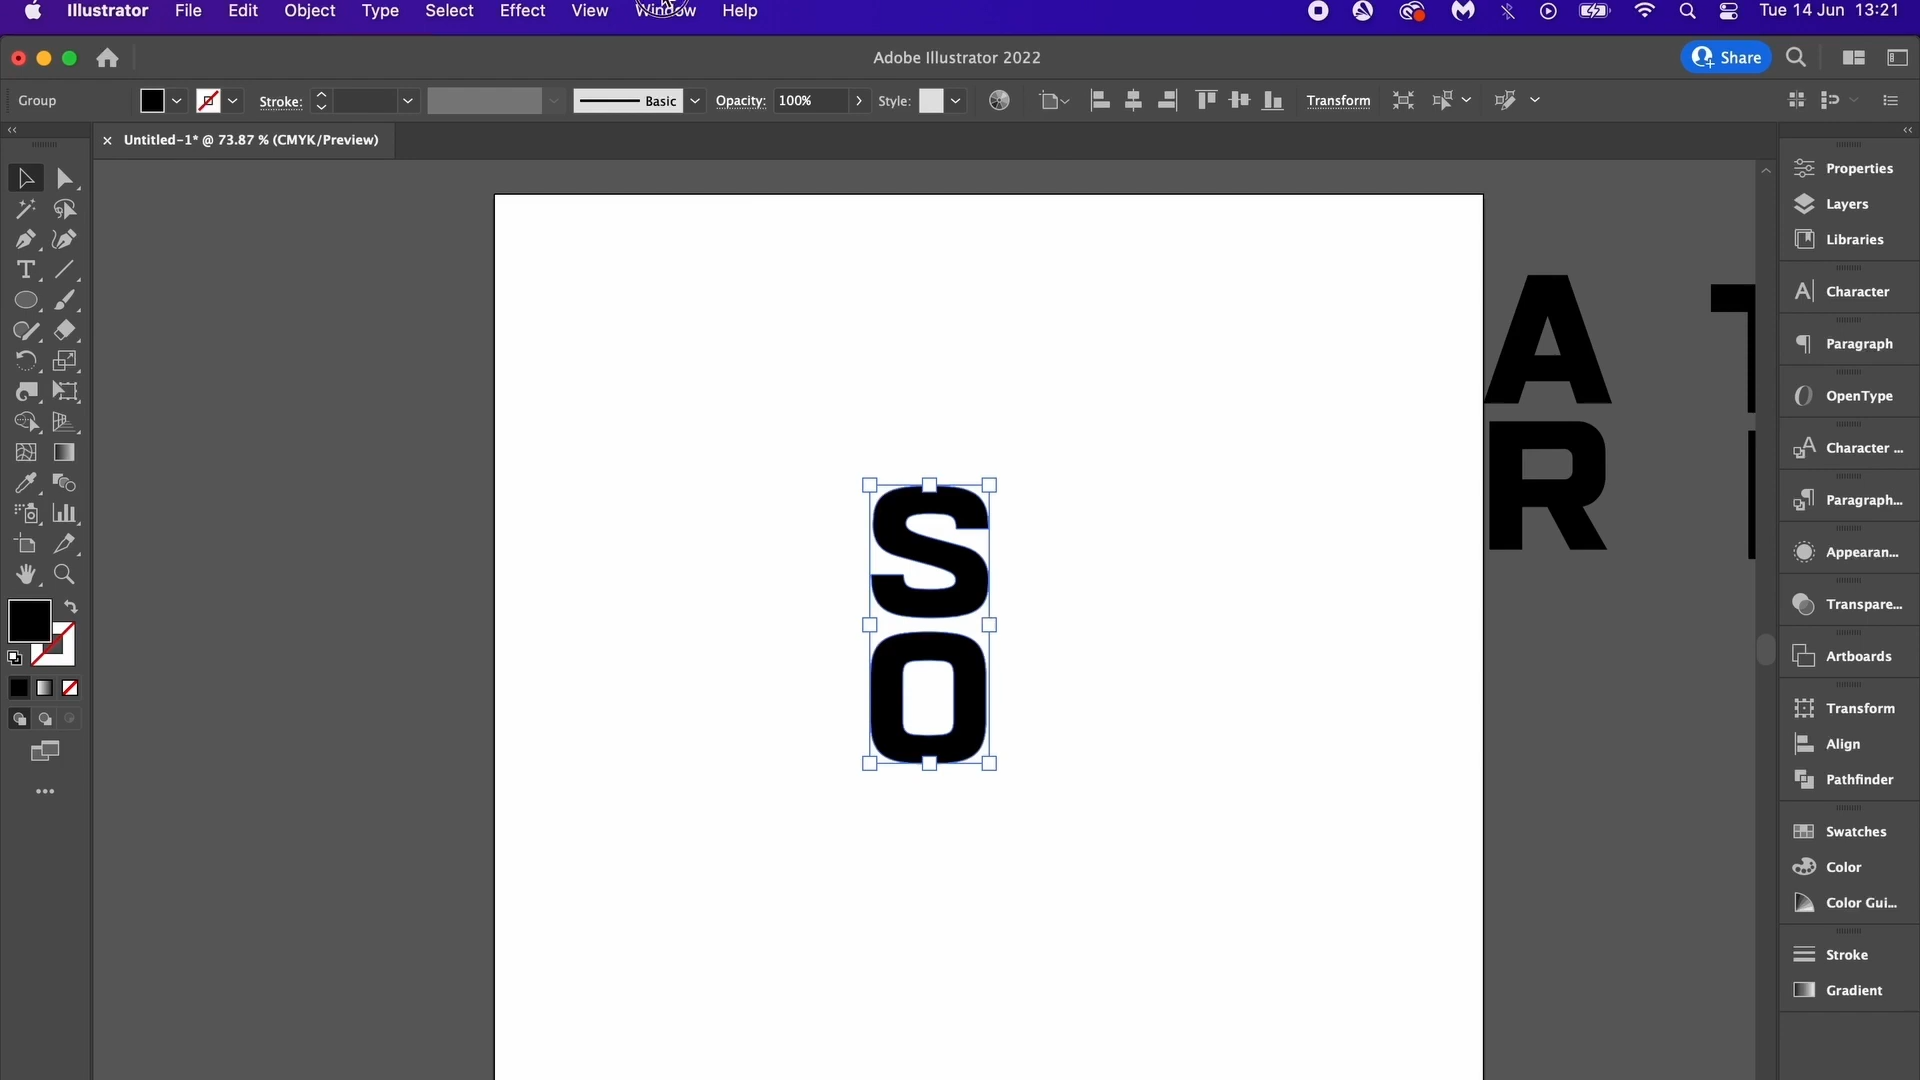 Illustrator File Edit Object Type Select Effect View Window Help Tue 14 Jun 13:21
Adobe Illustrator 2022 Share
Group Stroke: Basic Opacity: 100% Style: Transform
Untitled-1* @ 73.87 % (CMYK/Preview)
Properties
Layers
Libraries
Character
Paragraph
OpenType
Character ...
Paragraph...
Appearan...
Transpare...
Artboards
Transform
Align
Pathfinder
Swatches
Color
Color Gui...
Stroke
Gradient
S
O
A
R